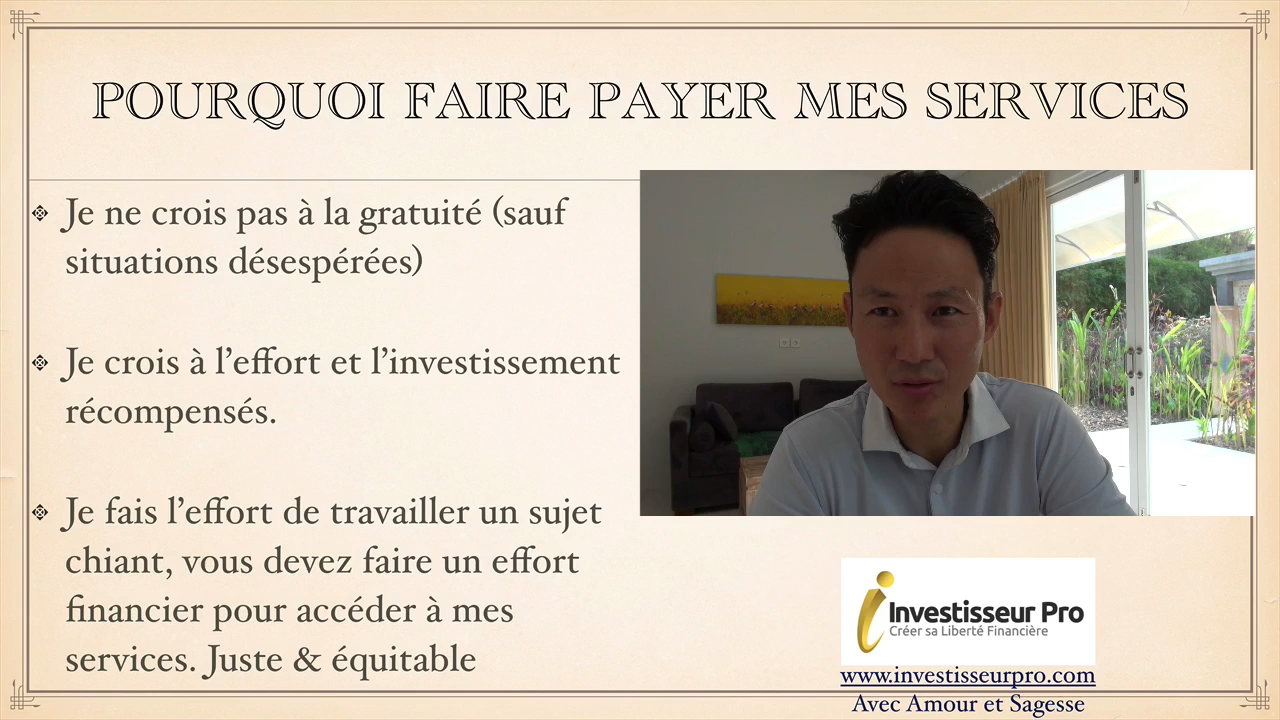 POURQUOI FAIRE PAYER MES SERVICES
Je ne crois pas à la gratuité (sauf
situations désespérées)
Je crois à l’effort et l’investissement
récompensés.
Je fais l’effort de travailler un sujet
chiant, vous devez faire un effort
financier pour accéder à mes
services. Juste & équitable
Investisseur Pro
Créer sa Liberté Financière
www.investisseurpro.com
Avec Amour et Sagesse